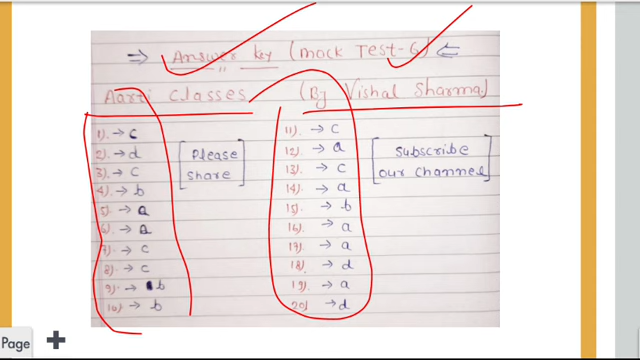 ⇒ Answer key (mock Test-6) ⇐
Aarti Classes (By Vishal Sharma)
1) → c
2) → d
3) → c
4) → b
5) → a
6) → a
7) → c
8) → c
9) → b
10) → b
[Please share]
11) → c
12) → a
13) → c
14) → a
15) → b
16) → a
17) → a
18) → d
19) → a
20) → d
[Subscribe our channel]
Page